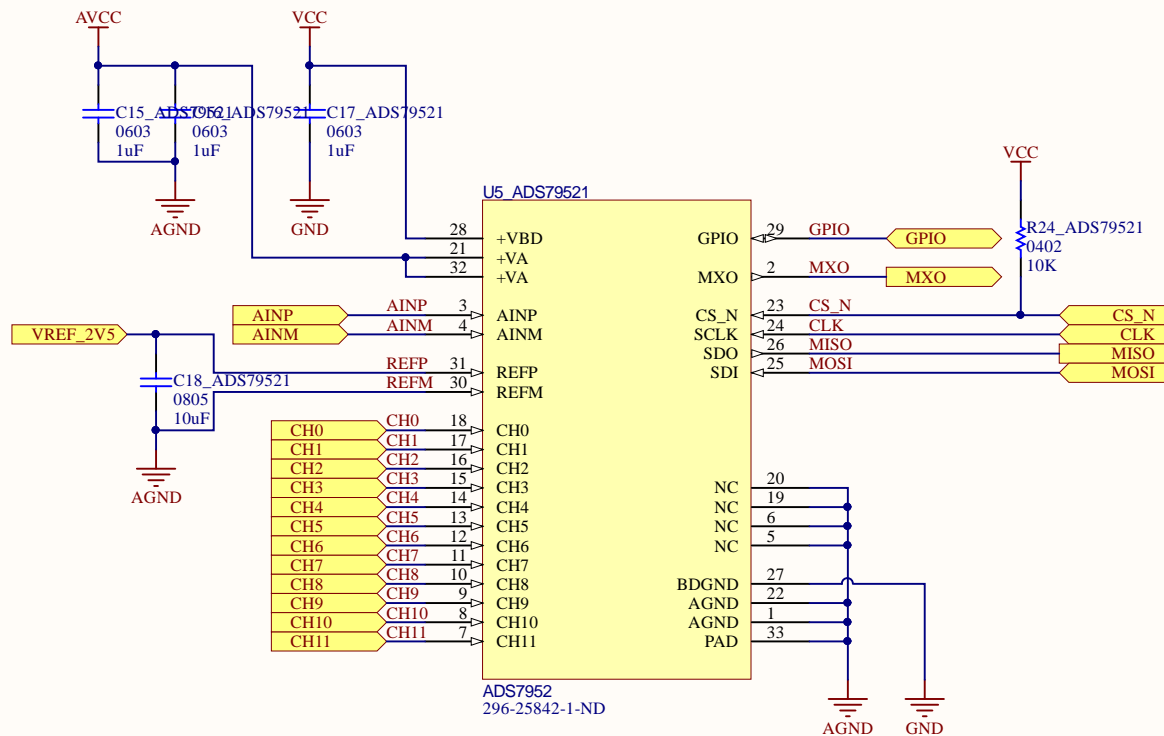 AVCC
VCC
C15_ADS79521
0603
1uF
C16_ADS79521
0603
1uF
C17_ADS79521
0603
1uF
AGND
GND
VCC
R24_ADS79521
0402
10K
U5_ADS79521
28 +VBD
21 +VA
32 +VA
AINP AINP 3 AINP
AINM AINM 4 AINM
VREF_2V5
REFP 31 REFP
REFM 30 REFM
C18_ADS79521
0805
10uF
AGND
CH0 CH0 18 CH0
CH1 CH1 17 CH1
CH2 CH2 16 CH2
CH3 CH3 15 CH3
CH4 CH4 14 CH4
CH5 CH5 13 CH5
CH6 CH6 12 CH6
CH7 CH7 11 CH7
CH8 CH8 10 CH8
CH9 CH9 9 CH9
CH10 CH10 8 CH10
CH11 CH11 7 CH11
GPIO 29 GPIO GPIO
MXO 2 MXO MXO
CS_N 23 CS_N CS_N
SCLK 24 CLK CLK
SDO 26 MISO MISO
SDI 25 MOSI MOSI
NC 20
NC 19
NC 6
NC 5
BDGND 27
AGND 22
AGND 1
PAD 33
ADS7952
296-25842-1-ND
AGND
GND